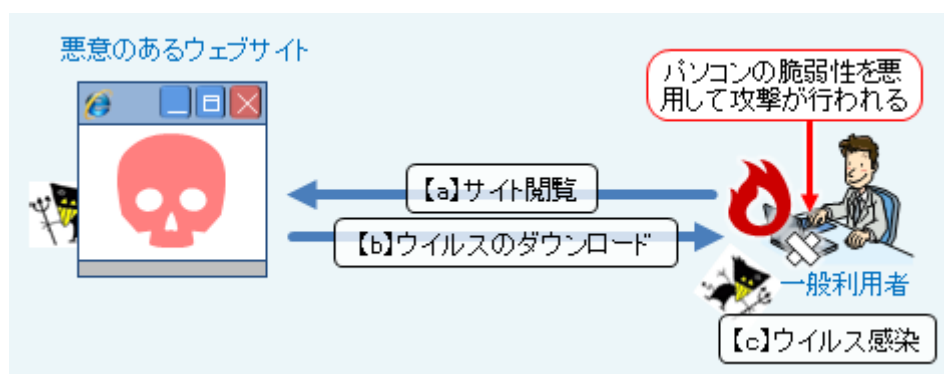 悪意のあるウェブサイト
パソコンの脆弱性を悪
用して攻撃が行われる
【a】サイト閲覧
【b】ウイルスのダウンロード
一般利用者
【c】ウイルス感染